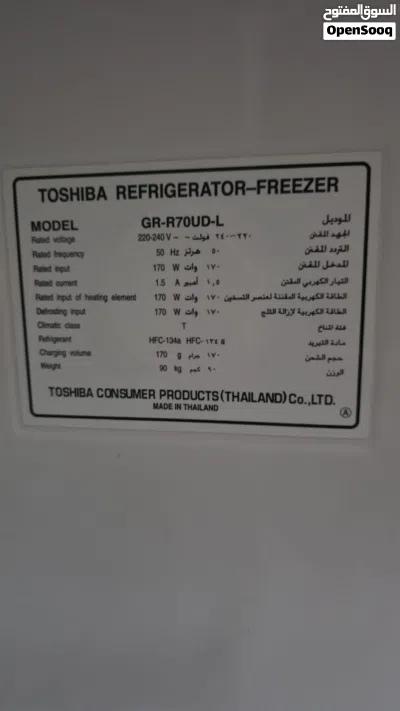 السوق المفتوح
OpenSooq
TOSHIBA REFRIGERATOR–FREEZER
MODEL GR-R70UD-L الموديل
Rated voltage 220-240 V ~ ~ فولت ٢٢٠-٢٤٠ الجهد المقنن
Rated frequency 50 Hz هرتز ٥٠ التردد المقنن
Rated input 170 W وات ١٧٠ المدخل المقنن
Rated current 1.5 A أمبير ١,٥ التيار الكهربي المقنن
Rated input of heating element 170 W وات ١٧٠ الطاقة الكهربية المقننة لعنصر التسخين
Defrosting input 170 W وات ١٧٠ الطاقة الكهربية لإزالة الثلج
Climatic class T فئة المناخ
Refrigerant HFC-134a HFC-١٣٤ a مادة التبريد
Charging volume 170 g جرام ١٧٠ حجم الشحن
Weight 90 kg كجم ٩٠ الوزن
TOSHIBA CONSUMER PRODUCTS(THAILAND)Co.,LTD.
MADE IN THAILAND
A